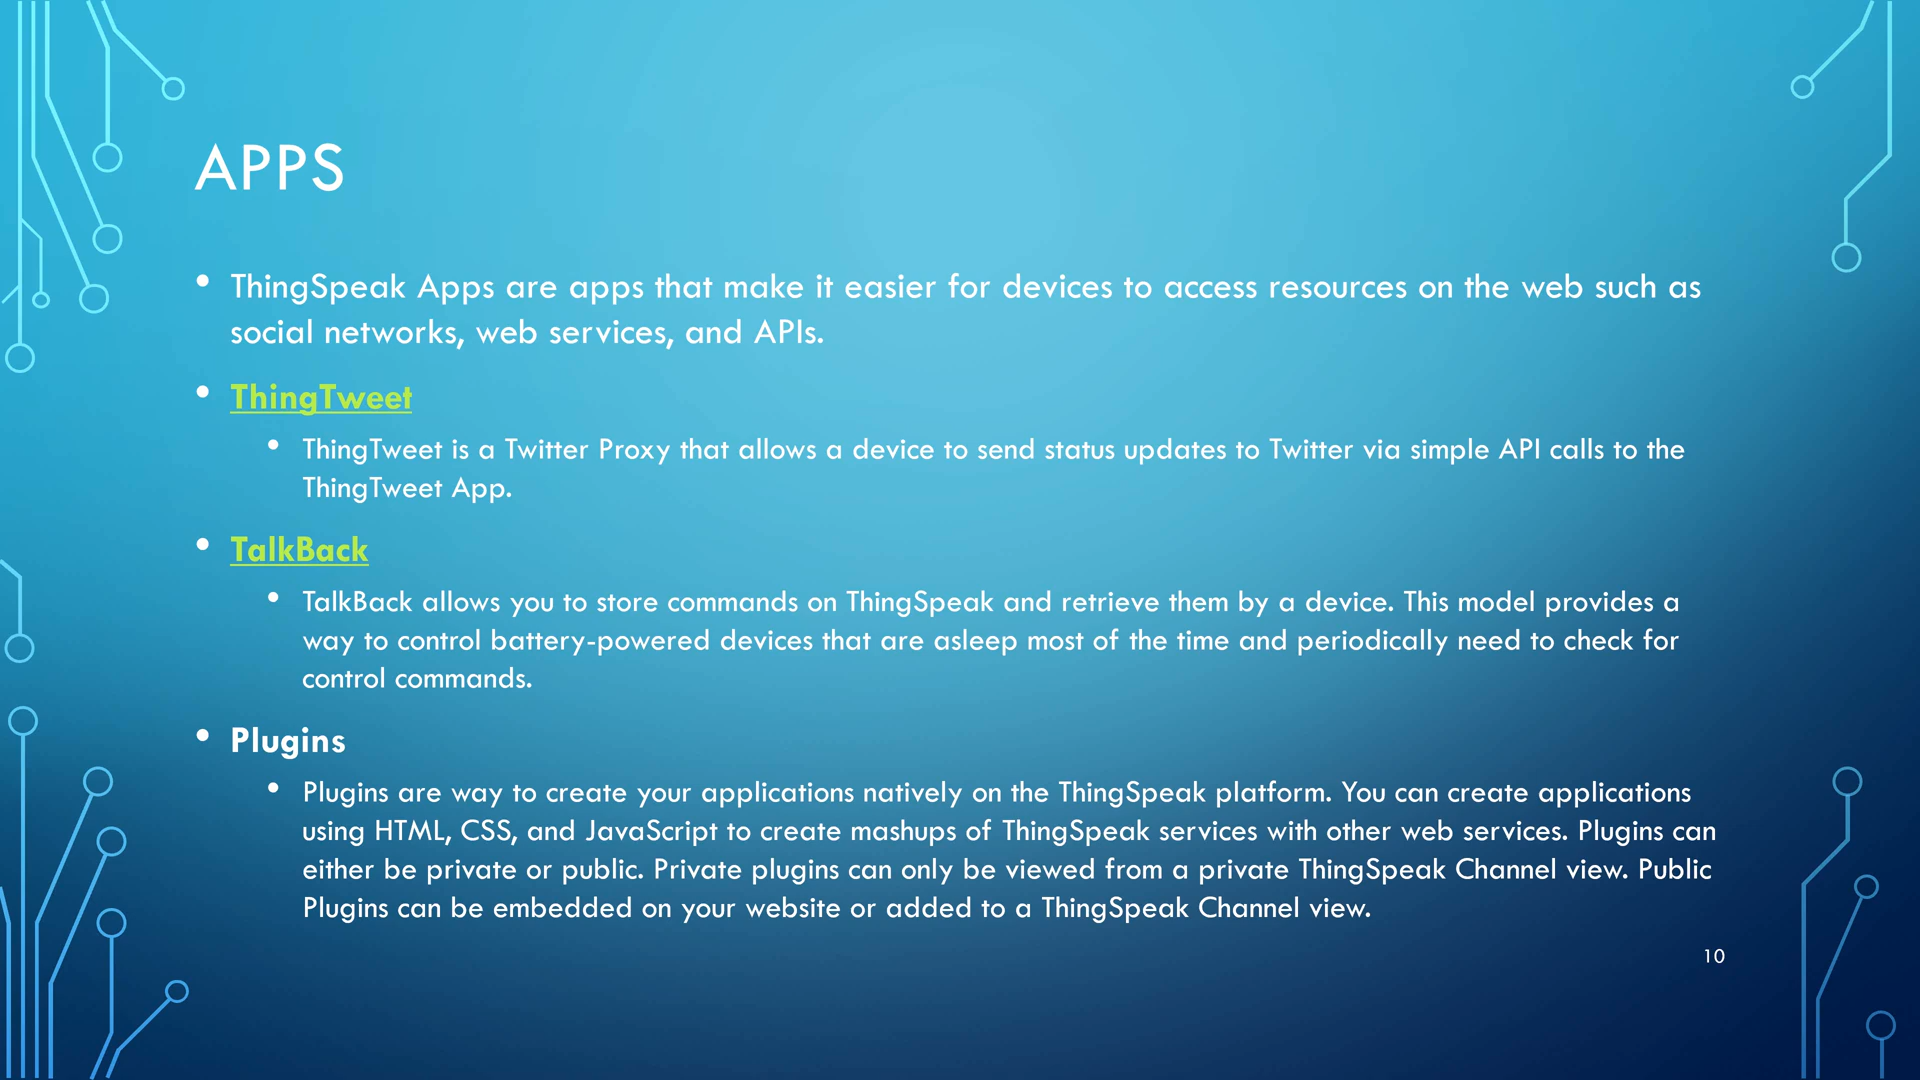 APPS
• ThingSpeak Apps are apps that make it easier for devices to access resources on the web such as
social networks, web services, and APIs.
• ThingTweet
• ThingTweet is a Twitter Proxy that allows a device to send status updates to Twitter via simple API calls to the
ThingTweet App.
• TalkBack
• TalkBack allows you to store commands on ThingSpeak and retrieve them by a device. This model provides a
way to control battery-powered devices that are asleep most of the time and periodically need to check for
control commands.
• Plugins
• Plugins are way to create your applications natively on the ThingSpeak platform. You can create applications
using HTML, CSS, and JavaScript to create mashups of ThingSpeak services with other web services. Plugins can
either be private or public. Private plugins can only be viewed from a private ThingSpeak Channel view. Public
Plugins can be embedded on your website or added to a ThingSpeak Channel view.
10